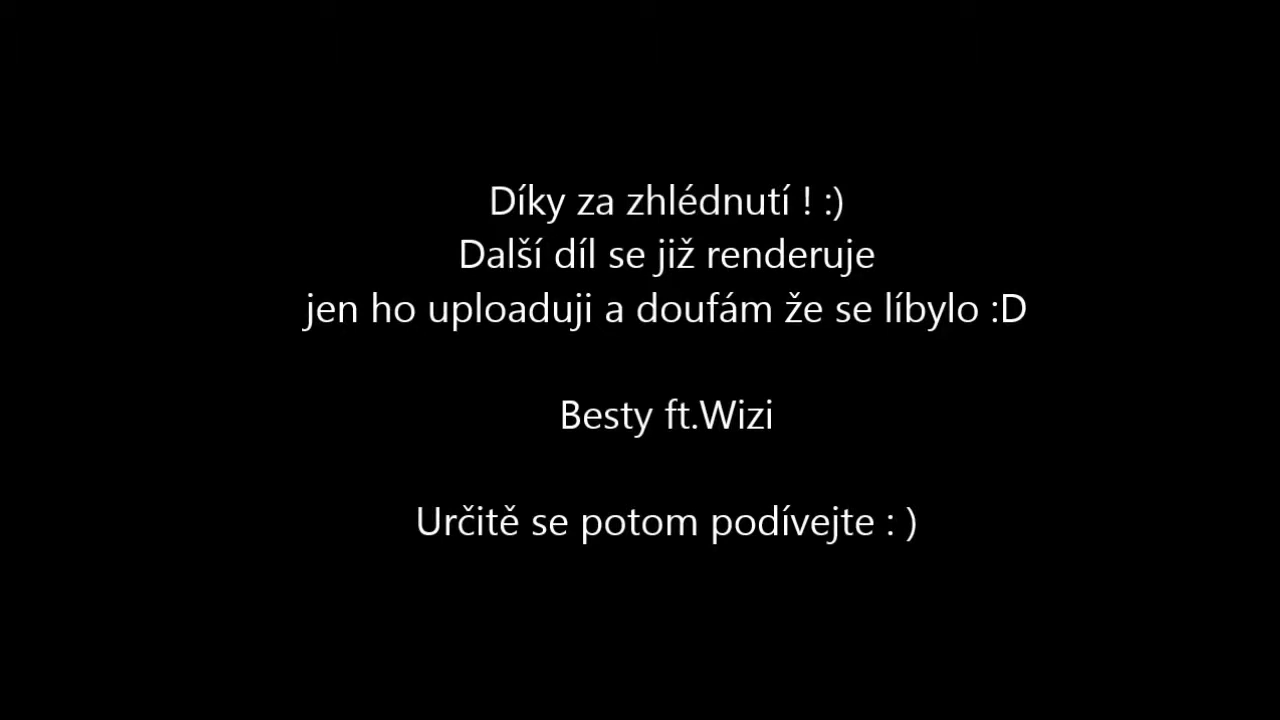 Díky za zhlédnutí ! :)
Další díl se již renderuje
jen ho uploaduji a doufám že se líbylo :D
Besty ft.Wizi
Určitě se potom podívejte : )